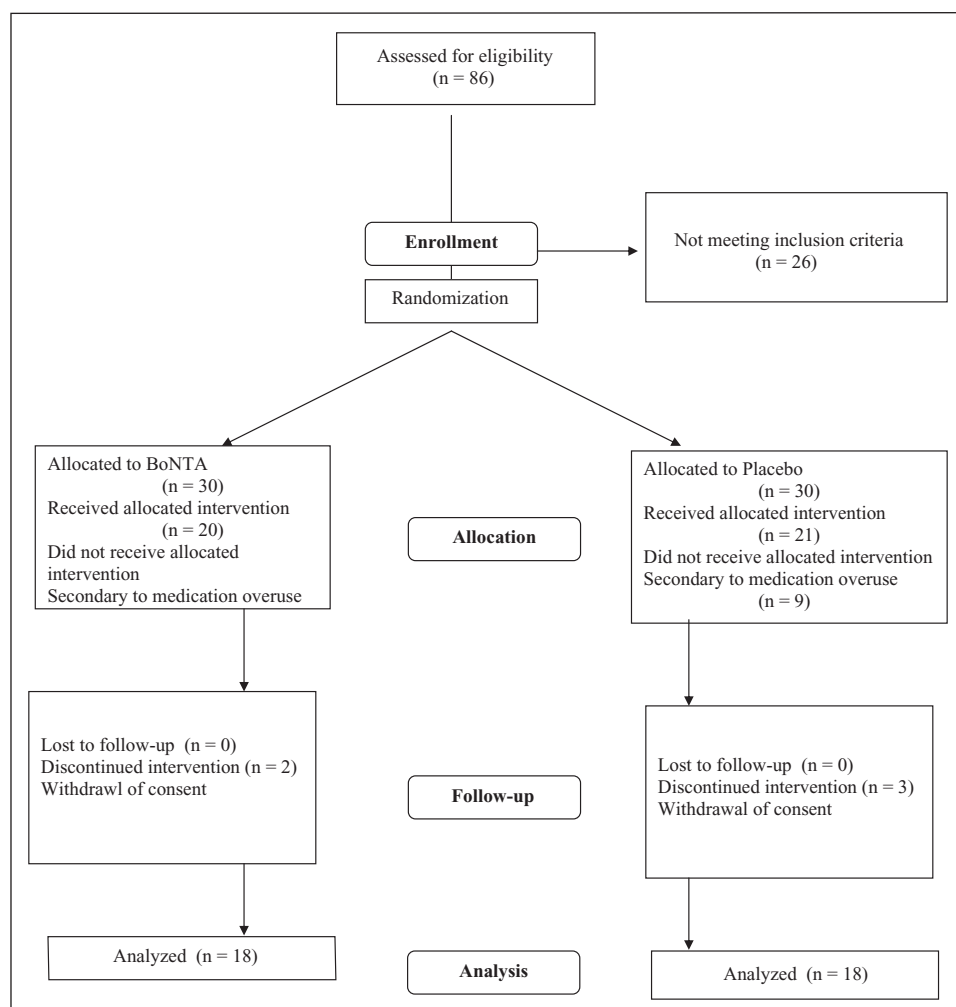 Assessed for eligibility
(n = 86)
Enrollment
Not meeting inclusion criteria
(n = 26)
Randomization
Allocated to BoNTA
(n = 30)
Received allocated intervention
(n = 20)
Did not receive allocated
intervention
Secondary to medication overuse
Allocation
Allocated to Placebo
(n = 30)
Received allocated intervention
(n = 21)
Did not receive allocated intervention
Secondary to medication overuse
(n = 9)
Lost to follow-up (n = 0)
Discontinued intervention (n = 2)
Withdrawl of consent
Follow-up
Lost to follow-up (n = 0)
Discontinued intervention (n = 3)
Withdrawal of consent
Analyzed (n = 18)
Analysis
Analyzed (n = 18)